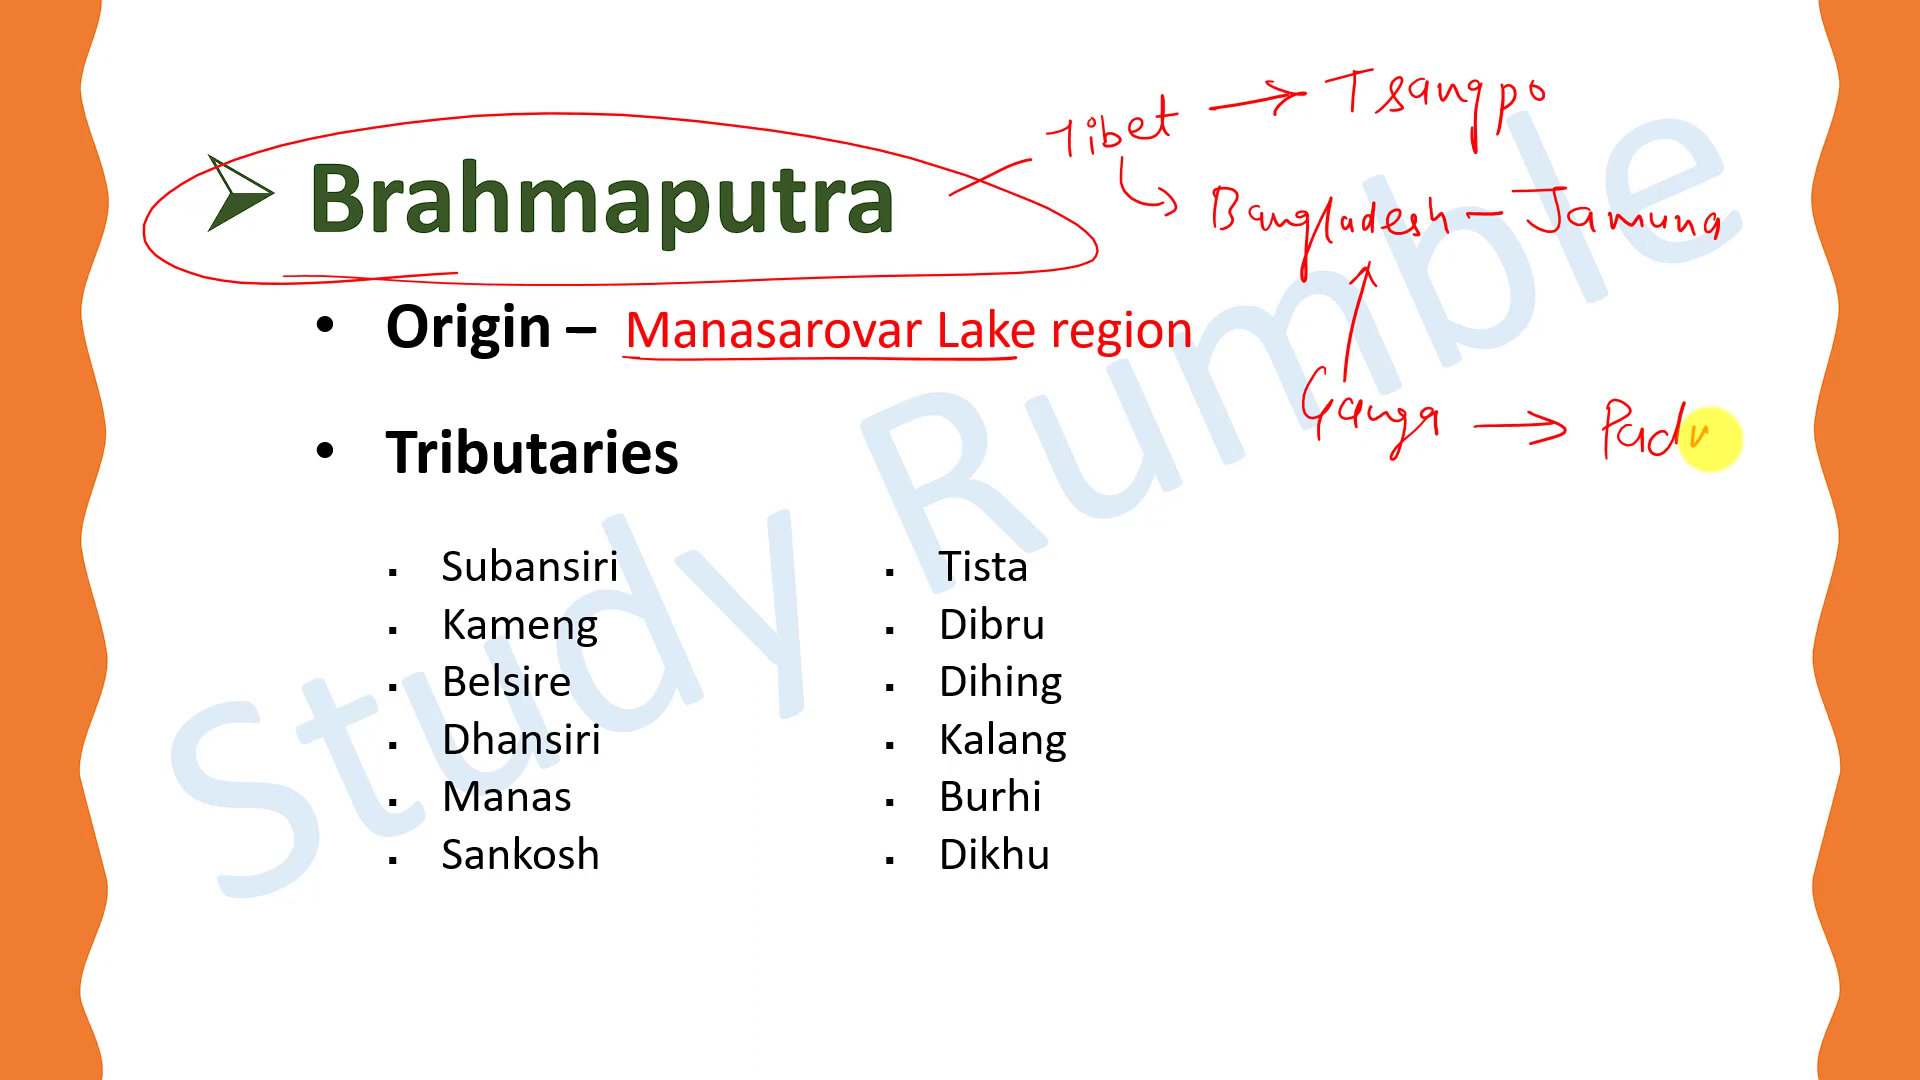 Tibet → Tsangpo
Brahmaputra
Bangladesh – Jamuna
Origin – Manasarovar Lake region
Ganga →
Tributaries
Subansiri
Kameng
Belsire
Dhansiri
Manas
Sankosh
Tista
Dibru
Dihing
Kalang
Burhi
Dikhu
Study Rumble